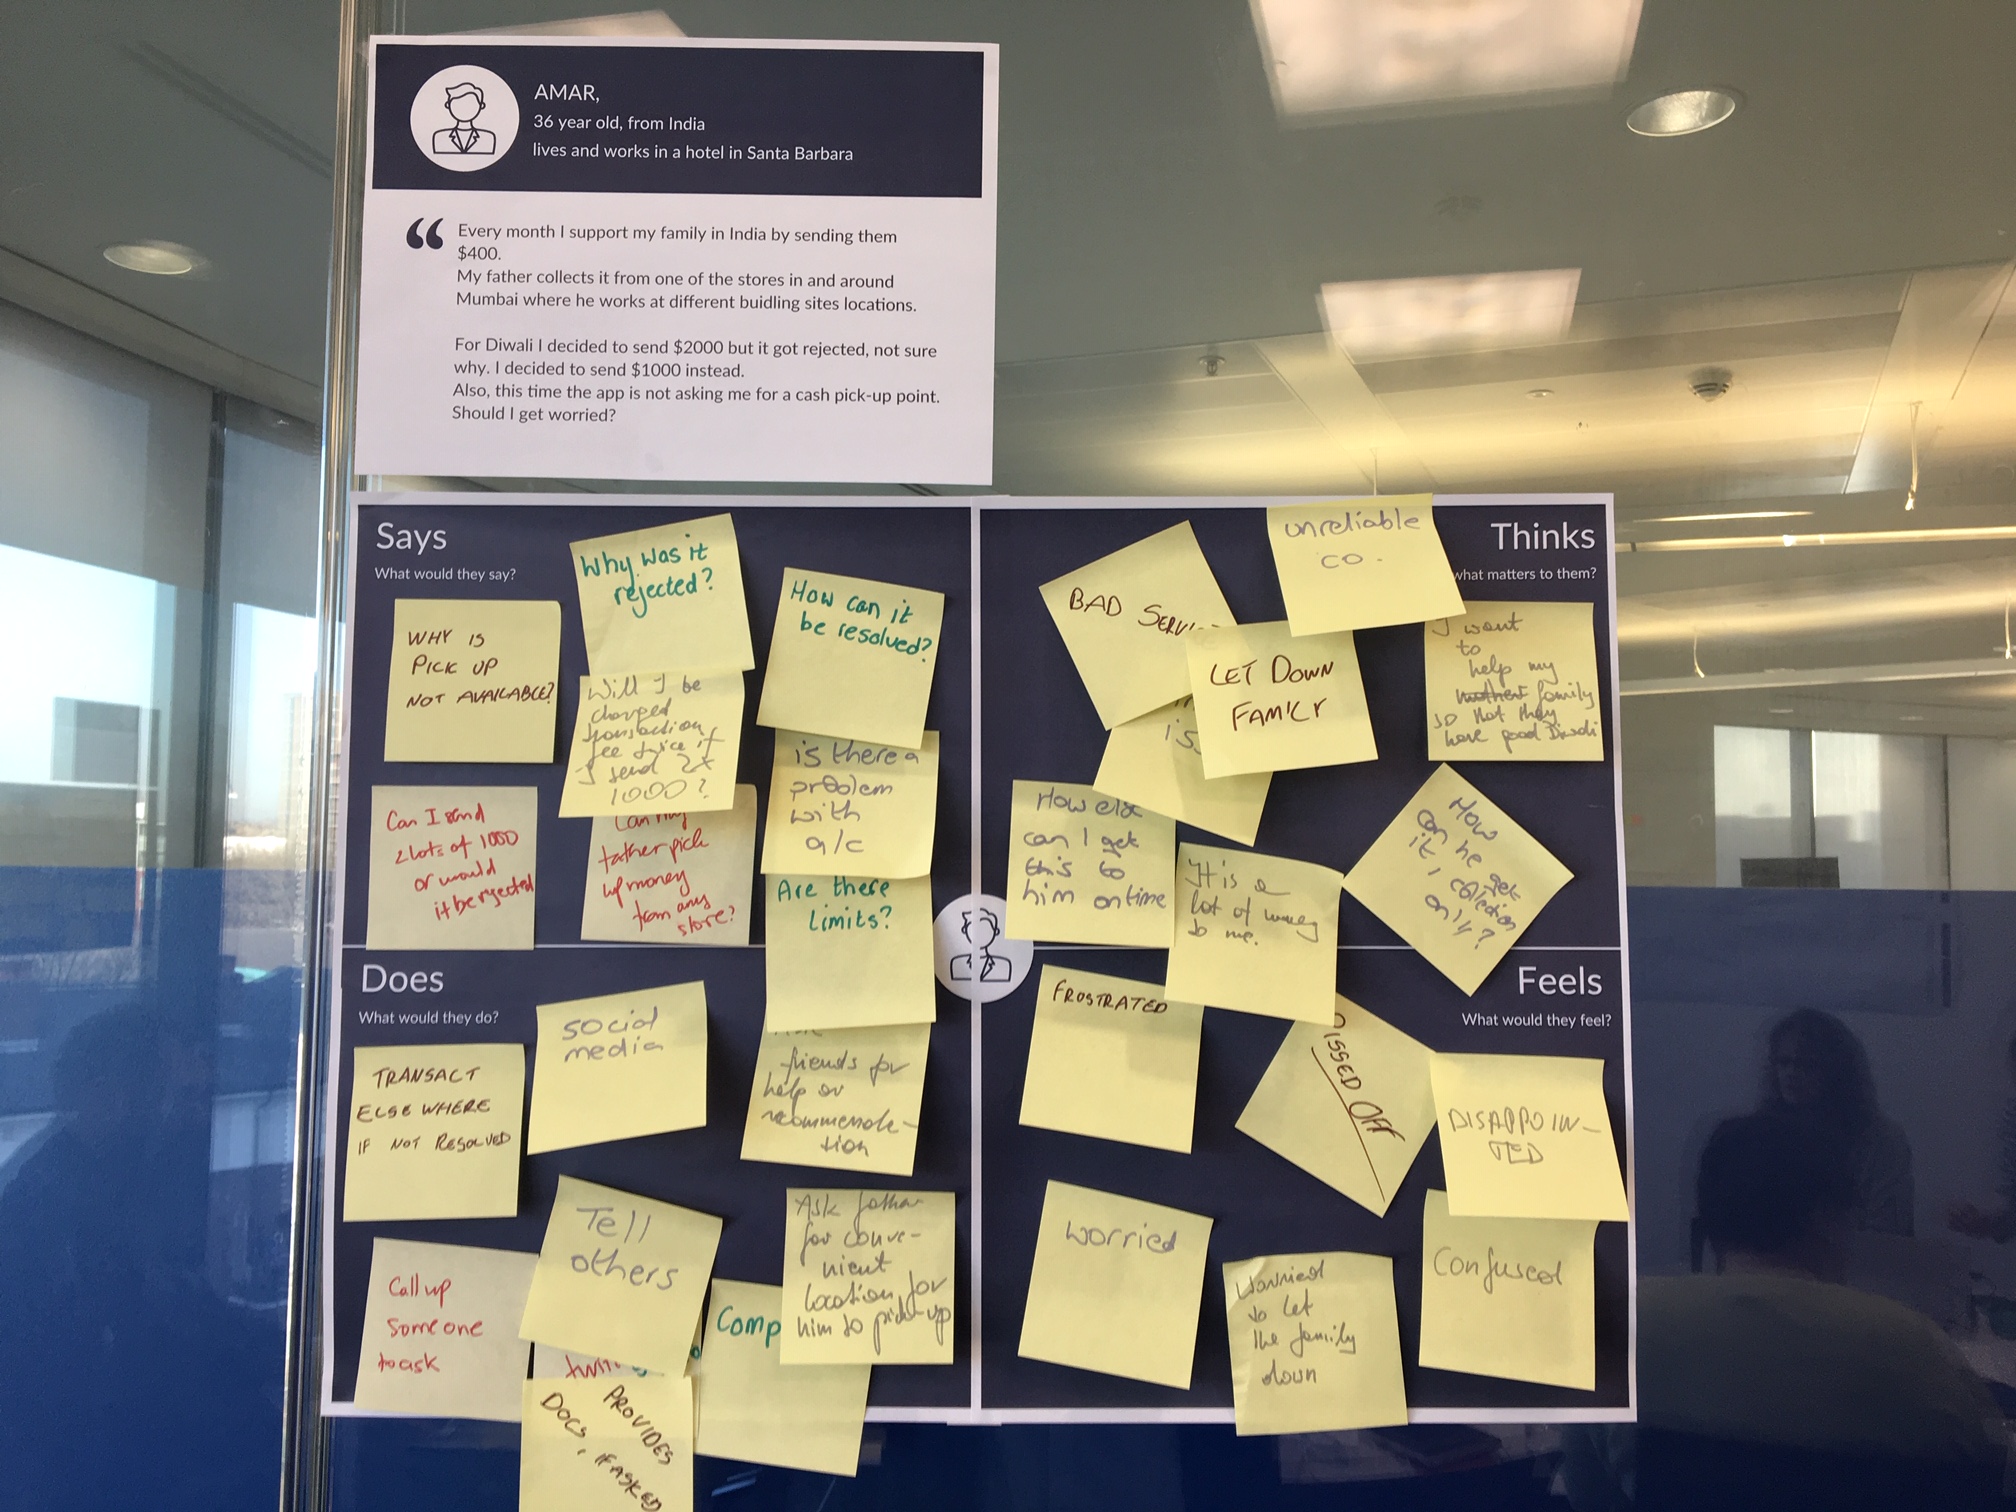 AMAR,
36 year old, from India
lives and works in a hotel in Santa Barbara
“
Every month I support my family in India by sending them
$400.
My father collects it from one of the stores in and around
Mumbai where he works at different buidling sites locations.
For Diwali I decided to send $2000 but it got rejected, not sure
why. I decided to send $1000 instead.
Also, this time the app is not asking me for a cash pick-up point.
Should I get worried?
Says
What would they say?
WHY IS
PICK UP
NOT AVAILABLE?
Why was it
rejected?
How can it
be resolved?
Will I be
charged
transaction
fee twice if
I send 2x
1000?
is there a
problem
with
a/c
Can I send
2 lots of 1000
or would
it be rejected
Can my
father pick
up money
from any
store?
Are there
limits?
Thinks
what matters to them?
BAD
unreliable
co.
LET DOWN
FAMILY
I want
to
help my
mother family
so that they
have good Diwali
is
How else
can I get
this to
him on time
It is a
lot of money
to me.
How
can he get
it, collection
only?
Does
What would they do?
TRANSACT
ELSE WHERE
IF NOT RESOLVED
social
media
friends for
help or
recommenda-
tion
Call up
someone
to ask
Tell
others
Comp
Ask father
for conve-
nient
location for
him to pick-up
PROVIDES
DOCS, IF ASKED
Feels
What would they feel?
FROSTRATED
PISSED OFF
DISAPPOIN-
TED
worried
Worried
to let
the family
down
Confused